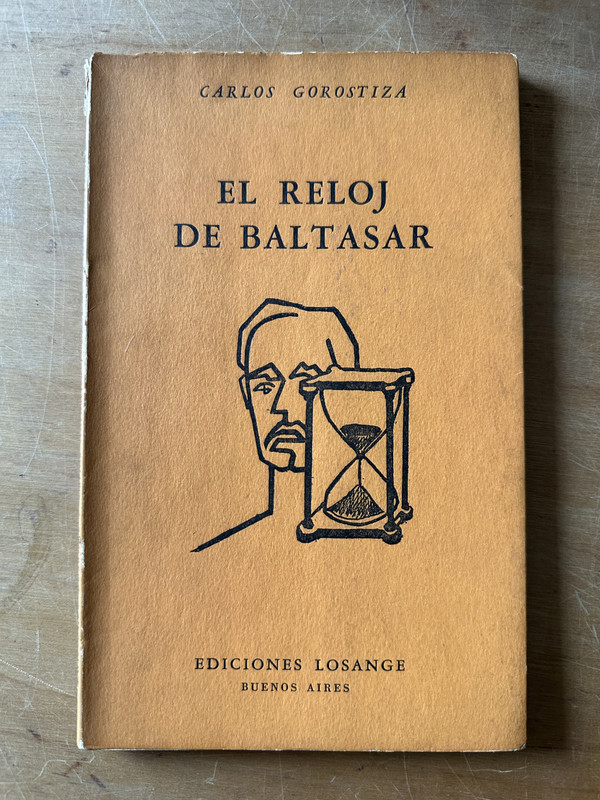 CARLOS GOROSTIZA
EL RELOJ
DE BALTASAR
EDICIONES LOSANGE
BUENOS AIRES